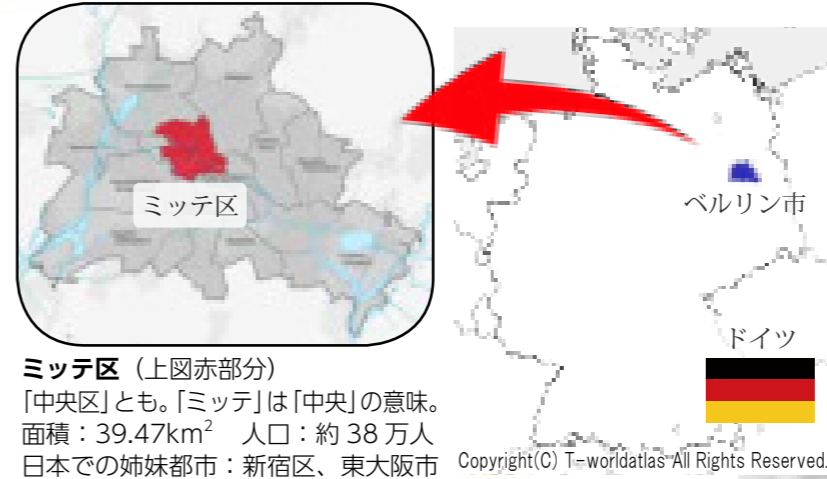 ミッテ区
ベルリン市
ドイツ
ミッテ区（上図赤部分）
「中央区」とも。「ミッテ」は「中央」の意味。
面積：39.47km²　人口：約 38 万人
日本での姉妹都市：新宿区、東大阪市
Copyright(C) T-worldatlas All Rights Reserved.